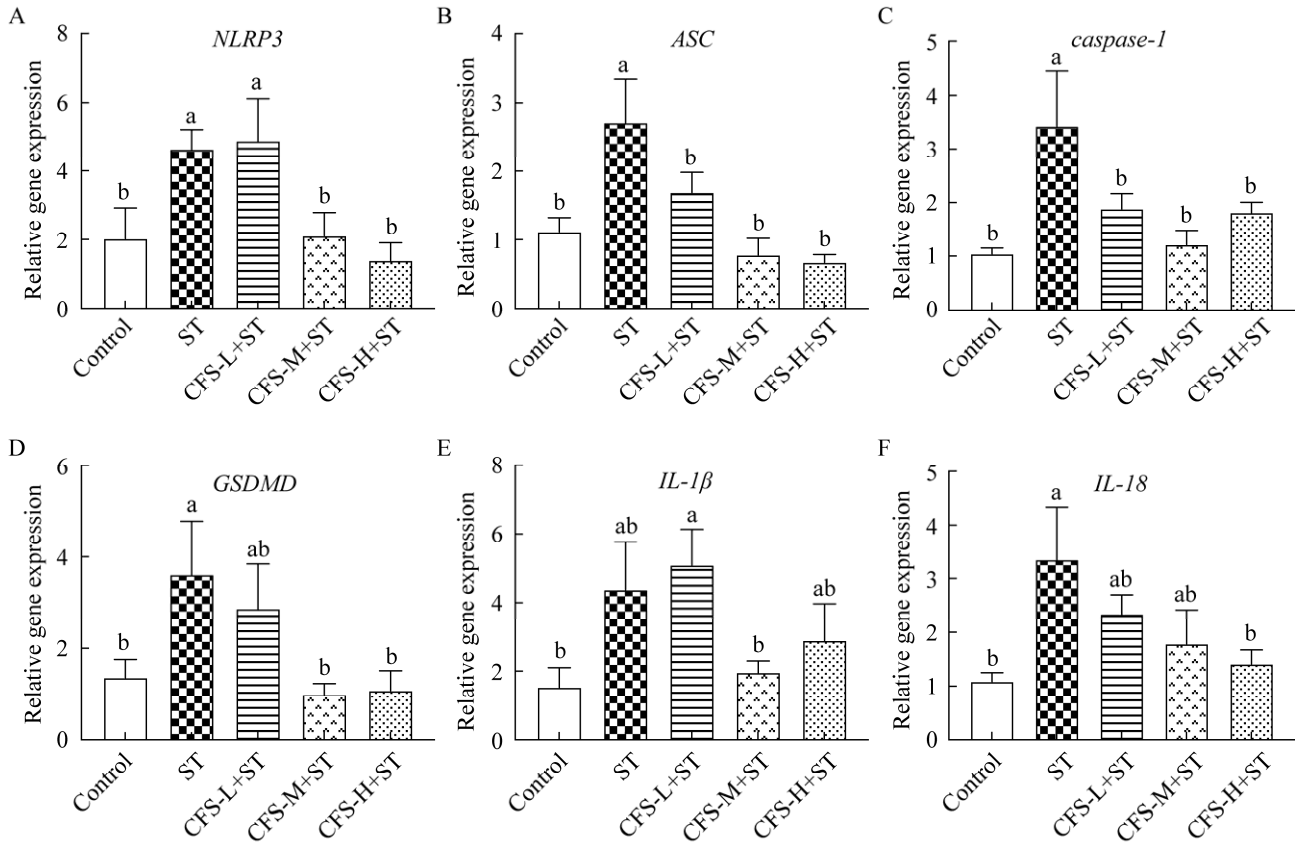 A
NLRP3
Relative gene expression
8
6
4
2
0
b
a
a
b
b
Control
ST
CFS-L+ST
CFS-M+ST
CFS-H+ST
B
ASC
Relative gene expression
4
3
2
1
0
b
a
b
b
b
Control
ST
CFS-L+ST
CFS-M+ST
CFS-H+ST
C
caspase-1
Relative gene expression
5
4
3
2
1
0
b
a
b
b
b
Control
ST
CFS-L+ST
CFS-M+ST
CFS-H+ST
D
GSDMD
Relative gene expression
6
4
2
0
b
a
ab
b
b
Control
ST
CFS-L+ST
CFS-M+ST
CFS-H+ST
E
IL-1β
Relative gene expression
8
6
4
2
0
b
ab
a
b
ab
Control
ST
CFS-L+ST
CFS-M+ST
CFS-H+ST
F
IL-18
Relative gene expression
5
4
3
2
1
0
b
a
ab
ab
b
Control
ST
CFS-L+ST
CFS-M+ST
CFS-H+ST